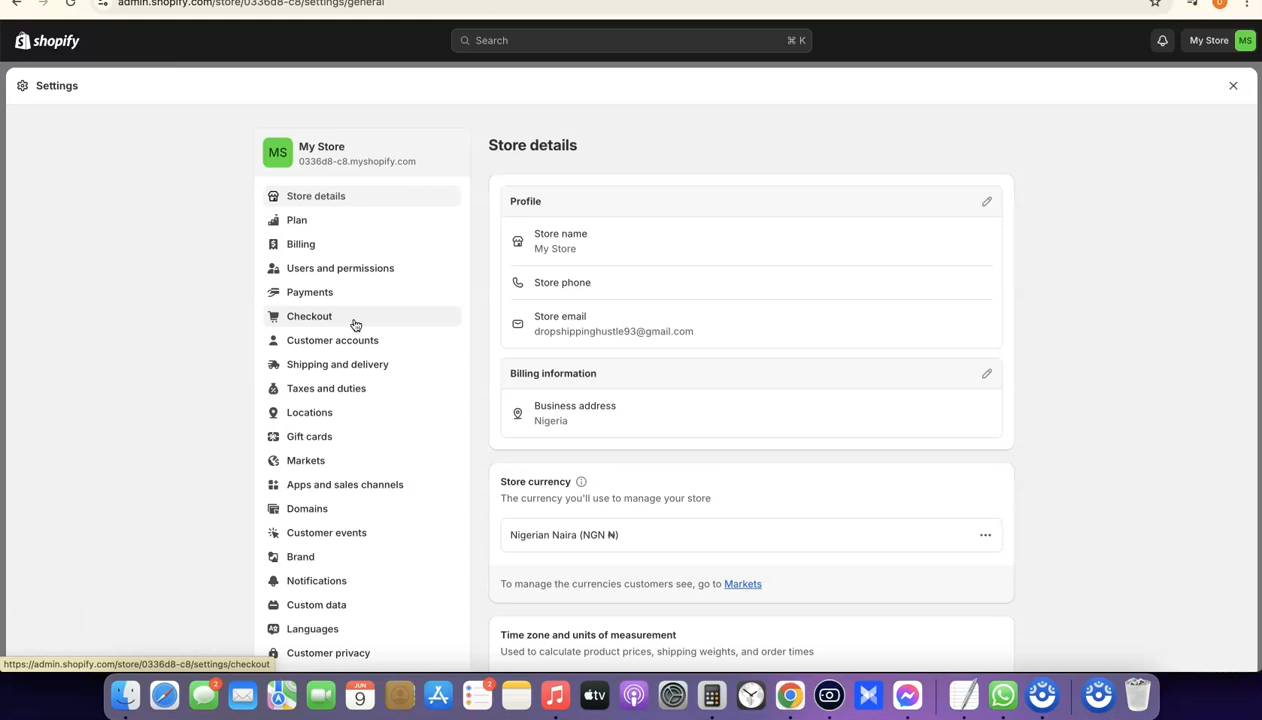 admin.shopify.com/store/0336d8-c8/settings/general
shopify
Search
⌘ K
My Store
MS
Settings
MS
My Store
0336d8-c8.myshopify.com
Store details
Plan
Billing
Users and permissions
Payments
Checkout
Customer accounts
Shipping and delivery
Taxes and duties
Locations
Gift cards
Markets
Apps and sales channels
Domains
Customer events
Brand
Notifications
Custom data
Languages
Customer privacy
Store details
Profile
Store name
My Store
Store phone
Store email
dropshippinghustle93@gmail.com
Billing information
Business address
Nigeria
Store currency
The currency you'll use to manage your store
Nigerian Naira (NGN ₦)
To manage the currencies customers see, go to Markets
Time zone and units of measurement
Used to calculate product prices, shipping weights, and order times
https://admin.shopify.com/store/0336d8-c8/settings/checkout
2
JUN
9
2
tv